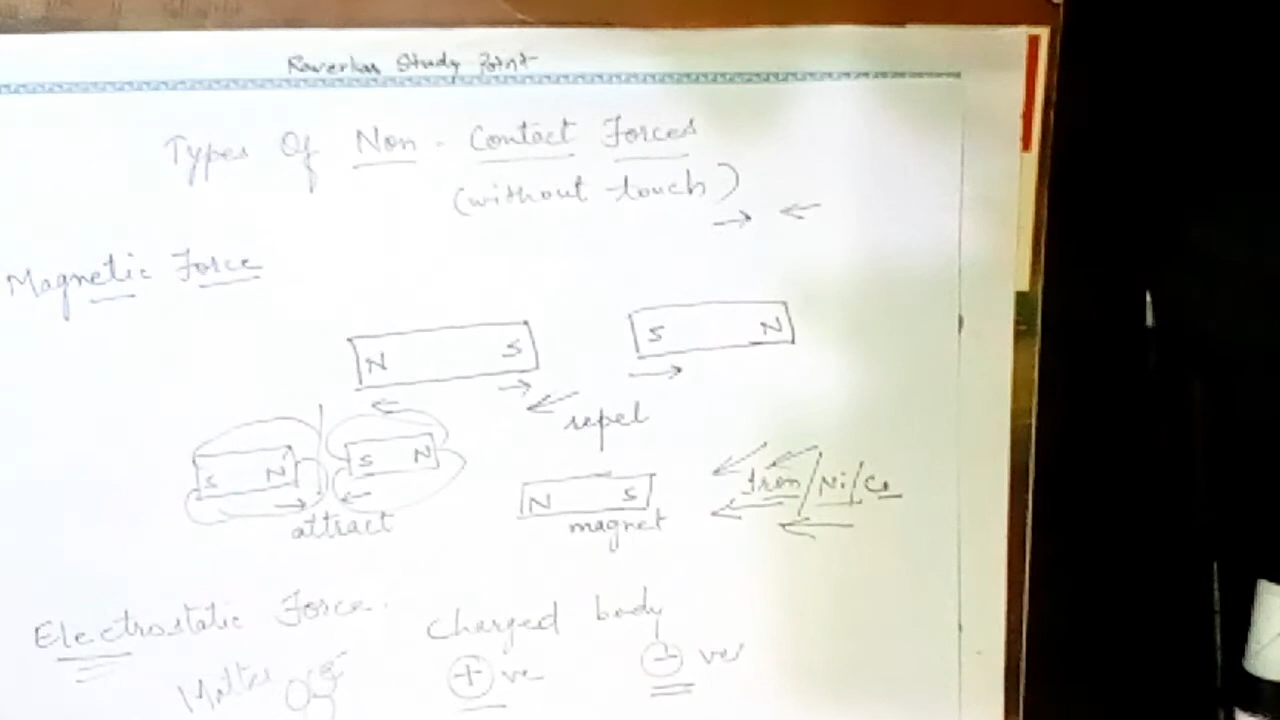 Study Point
Types Of Non-Contact Forces
(without touch)
Magnetic Force
N S S N
repel
S N S N
attract
N S Iron/Ni/Co
magnet
Electrostatic Force. Charged body
Matter + ve - ve